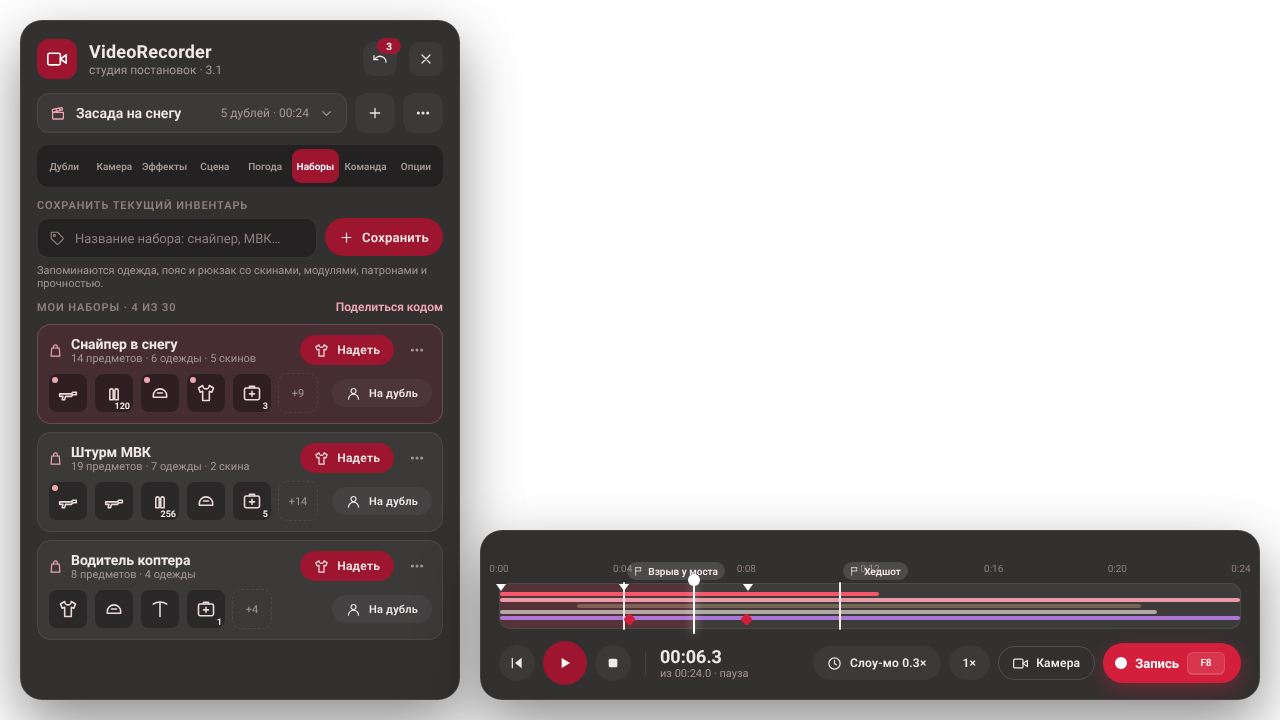 VideoRecorder
студия постановок · 3.1
3
Засада на снегу
5 дублей · 00:24
Дубли
Камера
Эффекты
Сцена
Погода
Наборы
Команда
Опции
СОХРАНИТЬ ТЕКУЩИЙ ИНВЕНТАРЬ
Название набора: снайпер, МВК…
Сохранить
Запоминаются одежда, пояс и рюкзак со скинами, модулями, патронами и
прочностью.
МОИ НАБОРЫ · 4 ИЗ 30
Поделиться кодом
Снайпер в снегу
14 предметов · 6 одежды · 5 скинов
Надеть
120
3
+9
На дубль
Штурм МВК
19 предметов · 7 одежды · 2 скина
Надеть
256
5
+14
На дубль
Водитель коптера
8 предметов · 4 одежды
Надеть
1
+4
На дубль
0:00
0:04
0:08
0:12
0:16
0:20
0:24
Взрыв у моста
Хедшот
00:06.3
из 00:24.0 · пауза
Слоу-мо 0.3×
1×
Камера
Запись
F8